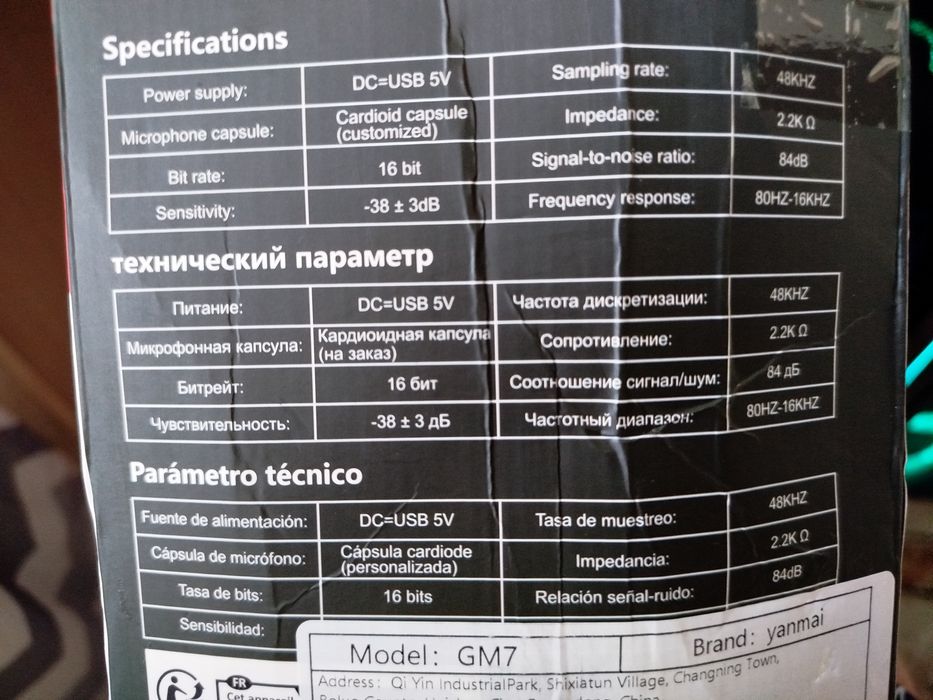 Specifications
Power supply: DC=USB 5V Sampling rate: 48KHZ
Microphone capsule: Cardioid capsule (customized) Impedance: 2.2K Ω
Bit rate: 16 bit Signal-to-noise ratio: 84dB
Sensitivity: -38 ± 3dB Frequency response: 80HZ-16KHZ
технический параметр
Питание: DC=USB 5V Частота дискретизации: 48KHZ
Микрофонная капсула: Кардиоидная капсула (на заказ) Сопротивление: 2.2K Ω
Битрейт: 16 бит Соотношение сигнал/шум: 84 дБ
Чувствительность: -38 ± 3 дБ Частотный диапазон: 80HZ-16KHZ
Parámetro técnico
Fuente de alimentación: DC=USB 5V Tasa de muestreo: 48KHZ
Cápsula de micrófono: Cápsula cardiode (personalizada) Impedancia: 2.2K Ω
Tasa de bits: 16 bits Relación señal-ruido: 84dB
Sensibilidad:
Model: GM7 Brand: yanmai
Address: Qi Yin IndustrialPark, Shixiatun Village, Changning Town,
China
FR
Cet appareil